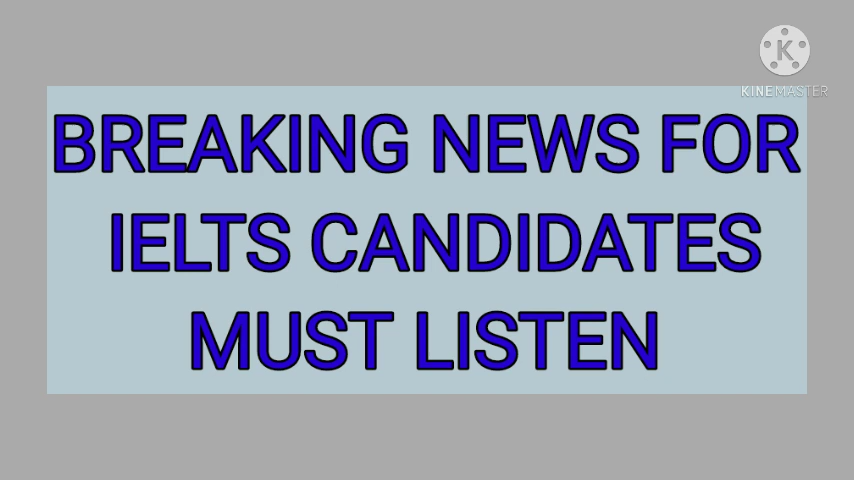 K
KINEMASTER
BREAKING NEWS FOR
IELTS CANDIDATES
MUST LISTEN